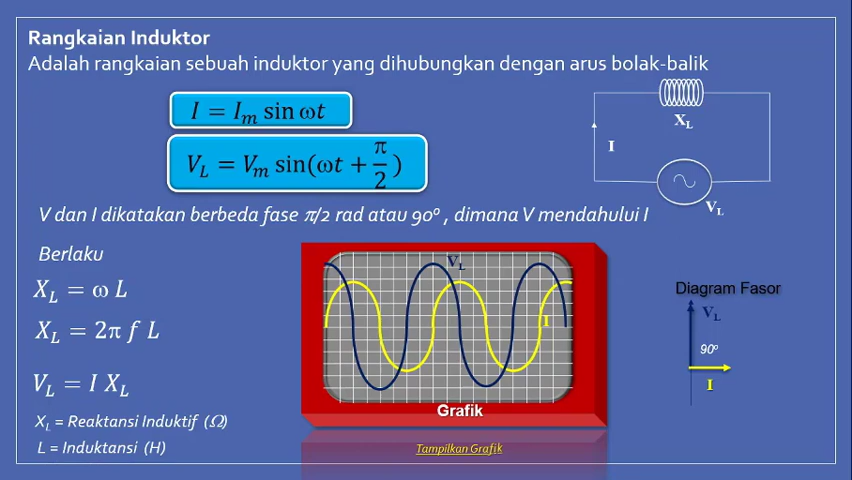 Rangkaian Induktor
Adalah rangkaian sebuah induktor yang dihubungkan dengan arus bolak-balik
I = Iₘ sin ωt
V_L = Vₘ sin(ωt + π/2)
X_L
I
V_L
V dan I dikatakan berbeda fase π/2 rad atau 90° , dimana V mendahului I
Berlaku
X_L = ω L
X_L = 2π f L
V_L = I X_L
X_L = Reaktansi Induktif (Ω)
L = Induktansi (H)
V_L
I
Grafik
Tampilkan Grafik
Diagram Fasor
V_L
90°
I